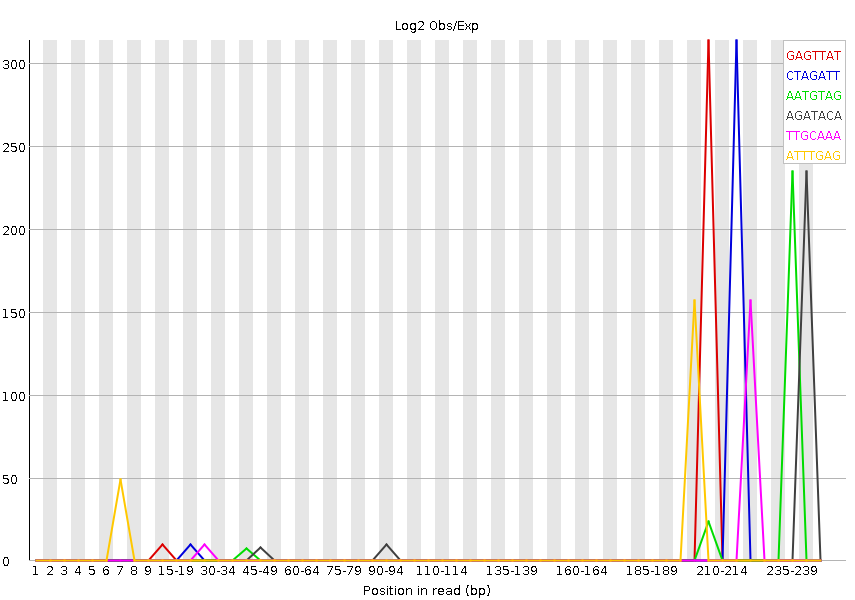 Log2 Obs/Exp
300
250
200
150
100
50
0
GAGTTAT
CTAGATT
AATGTAG
AGATACA
TTGCAAA
ATTTGAG
1 2 3 4 5 6 7 8 9 15-19 30-34 45-49 60-64 75-79 90-94 110-114 135-139 160-164 185-189 210-214 235-239
Position in read (bp)